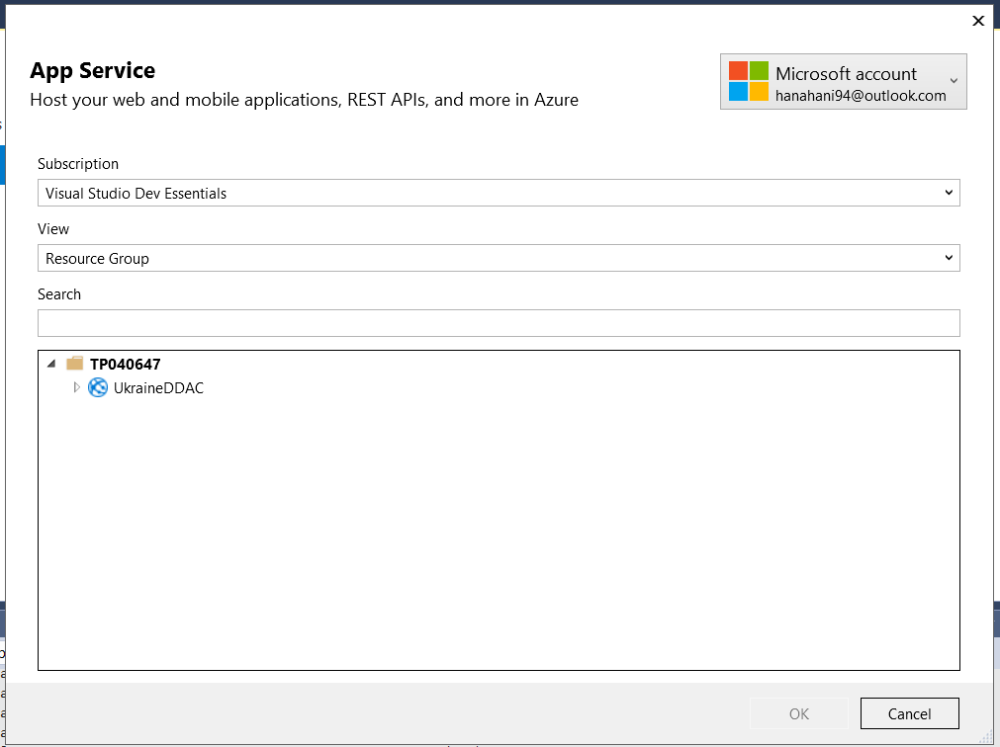 App Service
Host your web and mobile applications, REST APIs, and more in Azure
Microsoft account
hanahani94@outlook.com
Subscription
Visual Studio Dev Essentials
View
Resource Group
Search
TP040647
UkraineDDAC
OK
Cancel